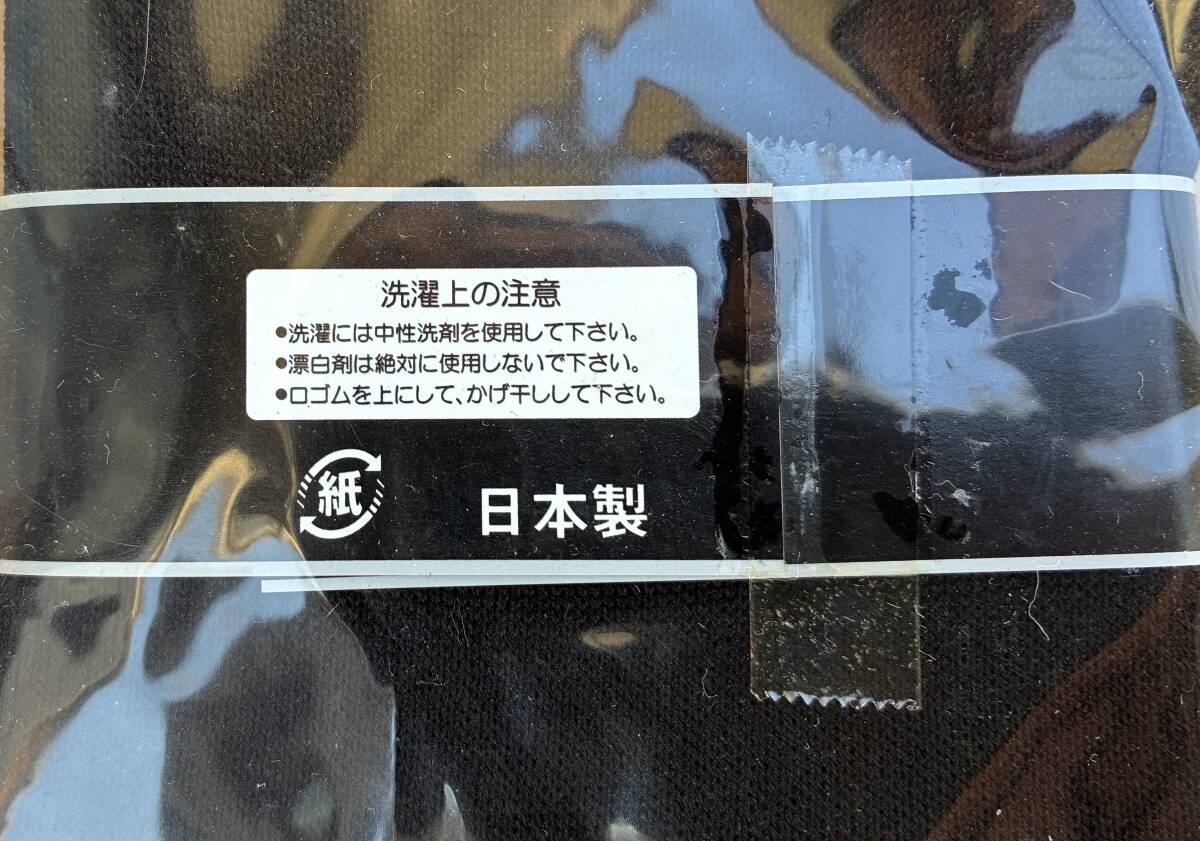 洗濯上の注意
●洗濯には中性洗剤を使用して下さい。
●漂白剤は絶対に使用しないで下さい。
●口ゴムを上にして、かげ干しして下さい。
紙
日本製